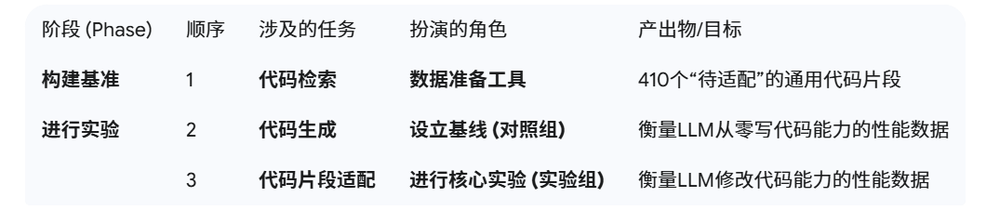 阶段 (Phase) 顺序 涉及的任务 扮演的角色 产出物/目标
构建基准 1 代码检索 数据准备工具 410个“待适配”的通用代码片段
进行实验 2 代码生成 设立基线 (对照组) 衡量LLM从零写代码能力的性能数据
3 代码片段适配 进行核心实验 (实验组) 衡量LLM修改代码能力的性能数据